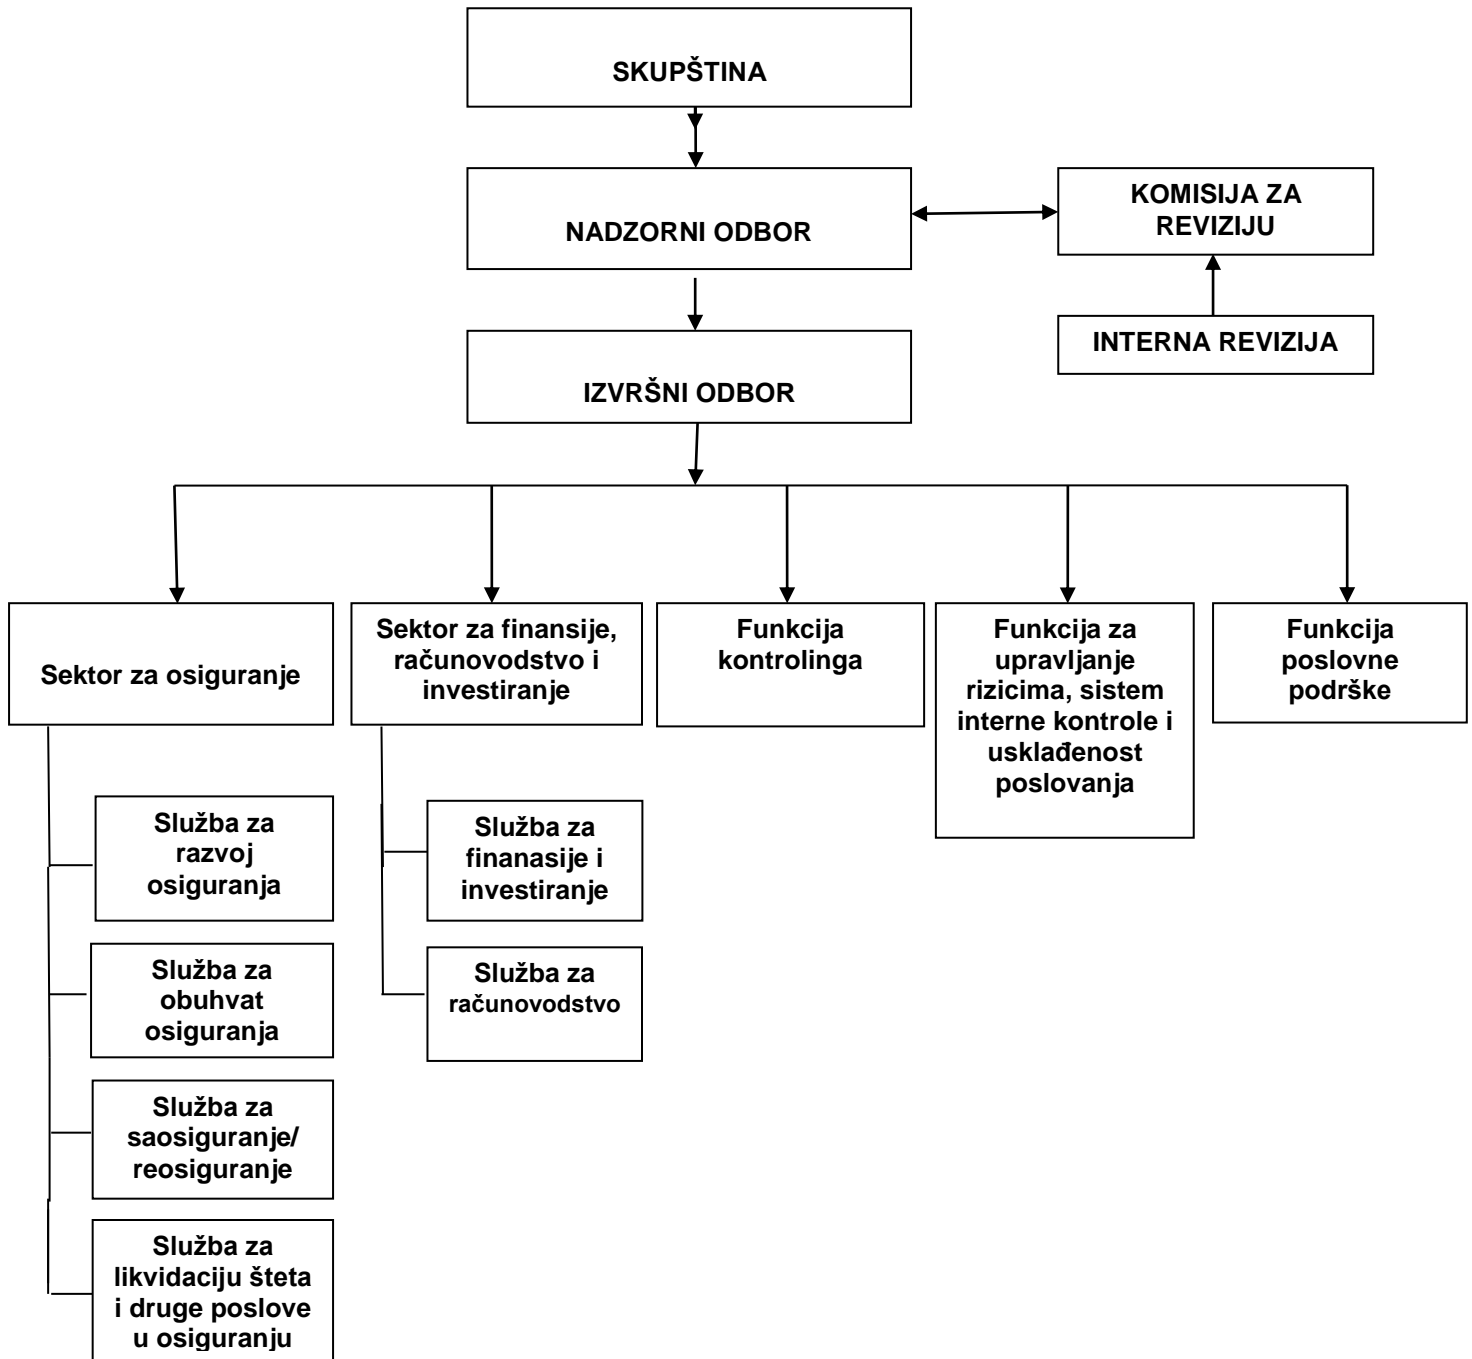 SKUPŠTINA
NADZORNI ODBOR
KOMISIJA ZA
REVIZIJU
INTERNA REVIZIJA
IZVRŠNI ODBOR
Sektor za osiguranje
Sektor za finansije,
računovodstvo i
investiranje
Funkcija
kontrolinga
Funkcija za
upravljanje
rizicima, sistem
interne kontrole i
usklađenost
poslovanja
Funkcija
poslovne
podrške
Služba za
razvoj
osiguranja
Služba za
obuhvat
osiguranja
Služba za
saosiguranje/
reosiguranje
Služba za
likvidaciju šteta
i druge poslove
u osiguranju
Služba za
finanasije i
investiranje
Služba za
računovodstvo